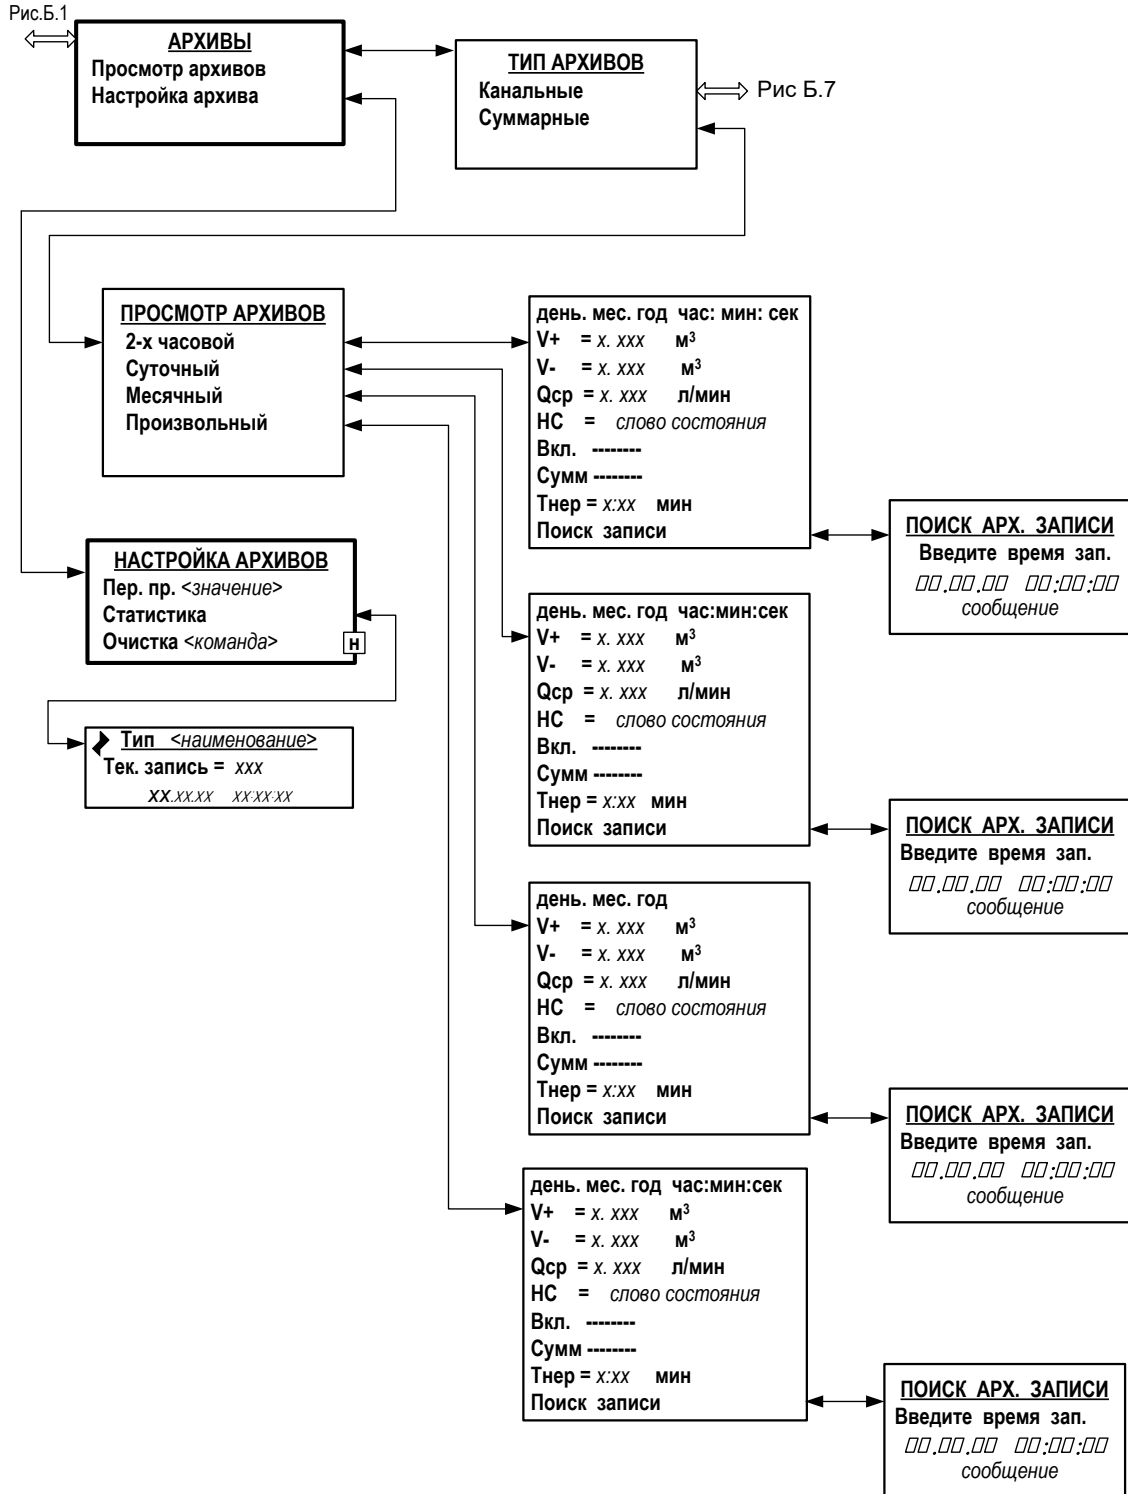 Рис.Б.1
АРХИВЫ
Просмотр архивов
Настройка архива
ТИП АРХИВОВ
Канальные
Суммарные
Рис Б.7
ПРОСМОТР АРХИВОВ
2-х часовой
Суточный
Месячный
Произвольный
день. мес. год час: мин: сек
V+ = x. xxx м³
V- = x. xxx м³
Qср = x. xxx л/мин
НС = слово состояния
Вкл. --------
Сумм --------
Тнер = x:xx мин
Поиск записи
ПОИСК АРХ. ЗАПИСИ
Введите время зап.
00.00.00 00:00:00
сообщение
НАСТРОЙКА АРХИВОВ
Пер. пр. <значение>
Статистика
Очистка <команда>
н
Тип <наименование>
Тек. запись = xxx
XX.XX.XX XX:XX:XX
день. мес. год час:мин:сек
V+ = x. xxx м³
V- = x. xxx м³
Qср = x. xxx л/мин
НС = слово состояния
Вкл. --------
Сумм --------
Тнер = x:xx мин
Поиск записи
ПОИСК АРХ. ЗАПИСИ
Введите время зап.
00.00.00 00:00:00
сообщение
день. мес. год
V+ = x. xxx м³
V- = x. xxx м³
Qср = x. xxx л/мин
НС = слово состояния
Вкл. --------
Сумм --------
Тнер = x:xx мин
Поиск записи
ПОИСК АРХ. ЗАПИСИ
Введите время зап.
00.00.00 00:00:00
сообщение
день. мес. год час:мин:сек
V+ = x. xxx м³
V- = x. xxx м³
Qср = x. xxx л/мин
НС = слово состояния
Вкл. --------
Сумм --------
Тнер = x:xx мин
Поиск записи
ПОИСК АРХ. ЗАПИСИ
Введите время зап.
00.00.00 00:00:00
сообщение